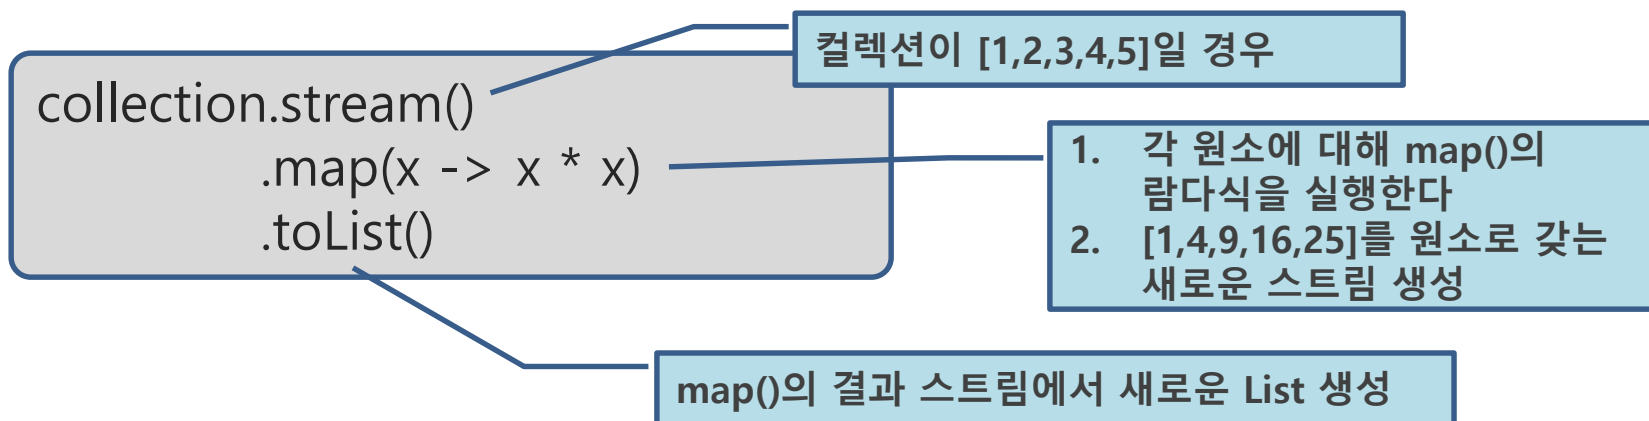 컬렉션이 [1,2,3,4,5]일 경우
collection.stream()
.map(x -> x * x)
.toList()
1. 각 원소에 대해 map()의
람다식을 실행한다
2. [1,4,9,16,25]를 원소로 갖는
새로운 스트림 생성
map()의 결과 스트림에서 새로운 List 생성